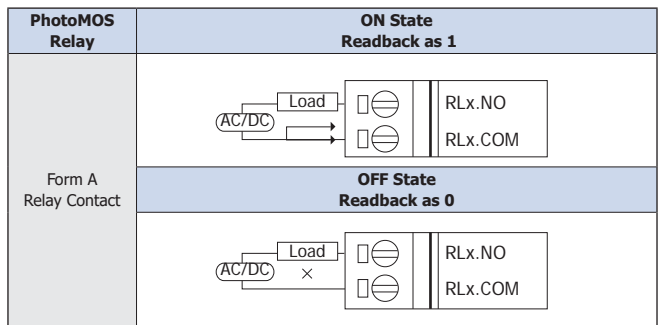 PhotoMOS
Relay
ON State
Readback as 1
Load
AC/DC
RLx.NO
RLx.COM
Form A
Relay Contact
OFF State
Readback as 0
Load
AC/DC
×
RLx.NO
RLx.COM